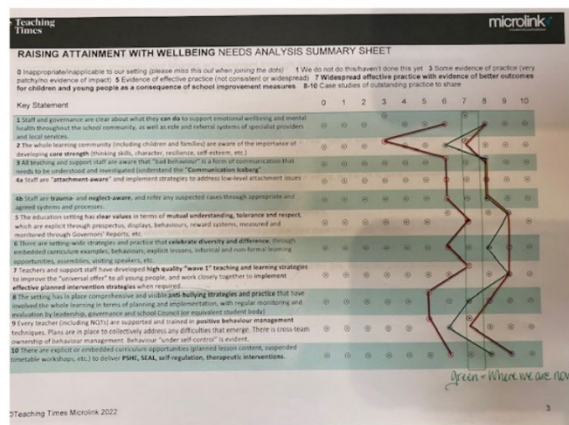 Teaching
Times
microlink
RAISING ATTAINMENT WITH WELLBEING NEEDS ANALYSIS SUMMARY SHEET
0 Inappropriate/inapplicable to our setting (please miss this out when joining the dots) 1 We do not do this/haven't done this yet 3 Some evidence of practice (very
patchy/no evidence of impact) 5 Evidence of effective practice (not consistent or widespread) 7 Widespread effective practice with evidence of better outcomes
for children and young people as a consequence of school improvement measures 8-10 Case studies of outstanding practice to share
Key Statement 0 1 2 3 4 5 6 7 8 9 10
1 Staff and governance are clear about what they can do to support emotional wellbeing and mental
health throughout the school community, as well as role and referral systems of specialist providers
and local services.
2 The whole learning community (including children and families) are aware of the importance of
developing core strength (thinking skills, character, resilience, self-esteem, etc.)
3 All teaching and support staff are aware that "bad behaviour" is a form of communication that
needs to be understood and investigated (understand the "Communication Iceberg"
4a Staff are "attachment-aware" and implement strategies to address low-level attachment issues
4b Staff are trauma- and neglect-aware, and refer any suspected cases through appropriate and
agreed systems and processes.
5 The education setting has clear values in terms of mutual understanding, tolerance and respect,
which are explicit through prospectus, displays, behaviours, reward systems, measured and
monitored through Governors' Reports, etc
6 There are setting-wide strategies and practice that celebrate diversity and difference, through
embedded curriculum examples, behaviours, explicit lessons, informal and non-formal learning
opportunities, assemblies, visiting speakers, etc.
7 Teachers and support staff have developed high quality "wave 1" teaching and learning strategies
to improve the "universal offer" to all young people, and work closely together to implement
effective planned intervention strategies when required
8 The setting has in place comprehensive and visible anti-bullying strategies and practice that have
involved the whole learning in terms of planning and implementation, with regular monitoring and
evaluation by leadership, governance and school Council (or equivalent student body)
9 Every teacher (including NQTs) are supported and trained in positive behaviour management
techniques. Plans are in place to collectively address any difficulties that emerge. There is cross team
ownership of behaviour management. Behaviour "under self-control" is evident.
10 There are explicit or embedded curriculum opportunities (planned lesson content, suspended
timetable workshops, etc.) to deliver PSHE, SEAL, self-regulation, therapeutic interventions.
green = Where we are now
©Teaching Times Microlink 2022
3